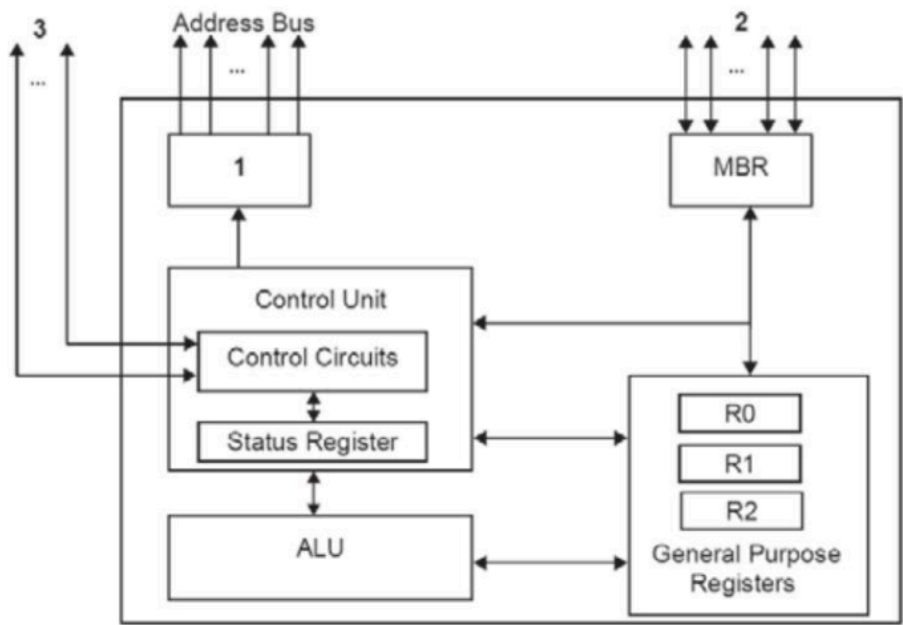 3
Address Bus
2
...
...
...
1
MBR
Control Unit
Control Circuits
Status Register
R0
R1
R2
ALU
General Purpose
Registers